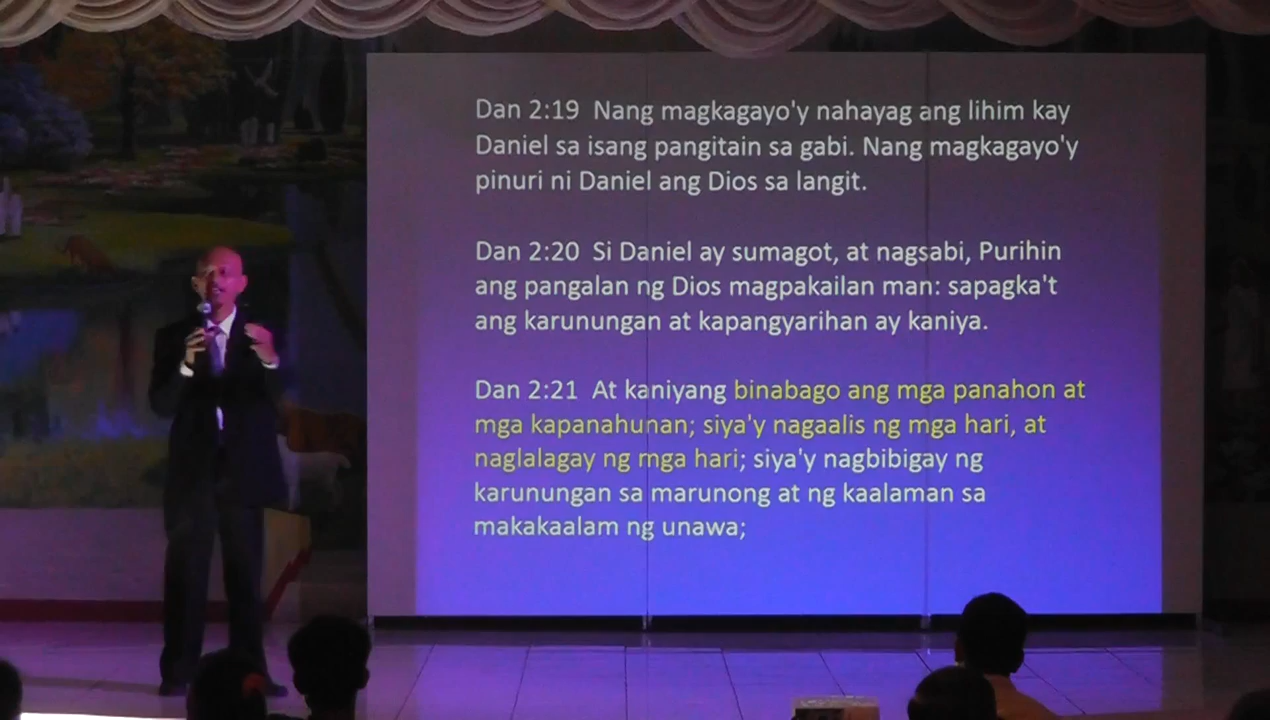 Dan 2:19 Nang magkagayo'y nahayag ang lihim kay
Daniel sa isang pangitain sa gabi. Nang magkagayo'y
pinuri ni Daniel ang Dios sa langit.
Dan 2:20 Si Daniel ay sumagot, at nagsabi, Purihin
ang pangalan ng Dios magpakailan man: sapagka't
ang karunungan at kapangyarihan ay kaniya.
Dan 2:21 At kaniyang binabago ang mga panahon at
mga kapanahunan; siya'y nagaalis ng mga hari, at
naglalagay ng mga hari; siya'y nagbibigay ng
karunungan sa marunong at ng kaalaman sa
makakaalam ng unawa;